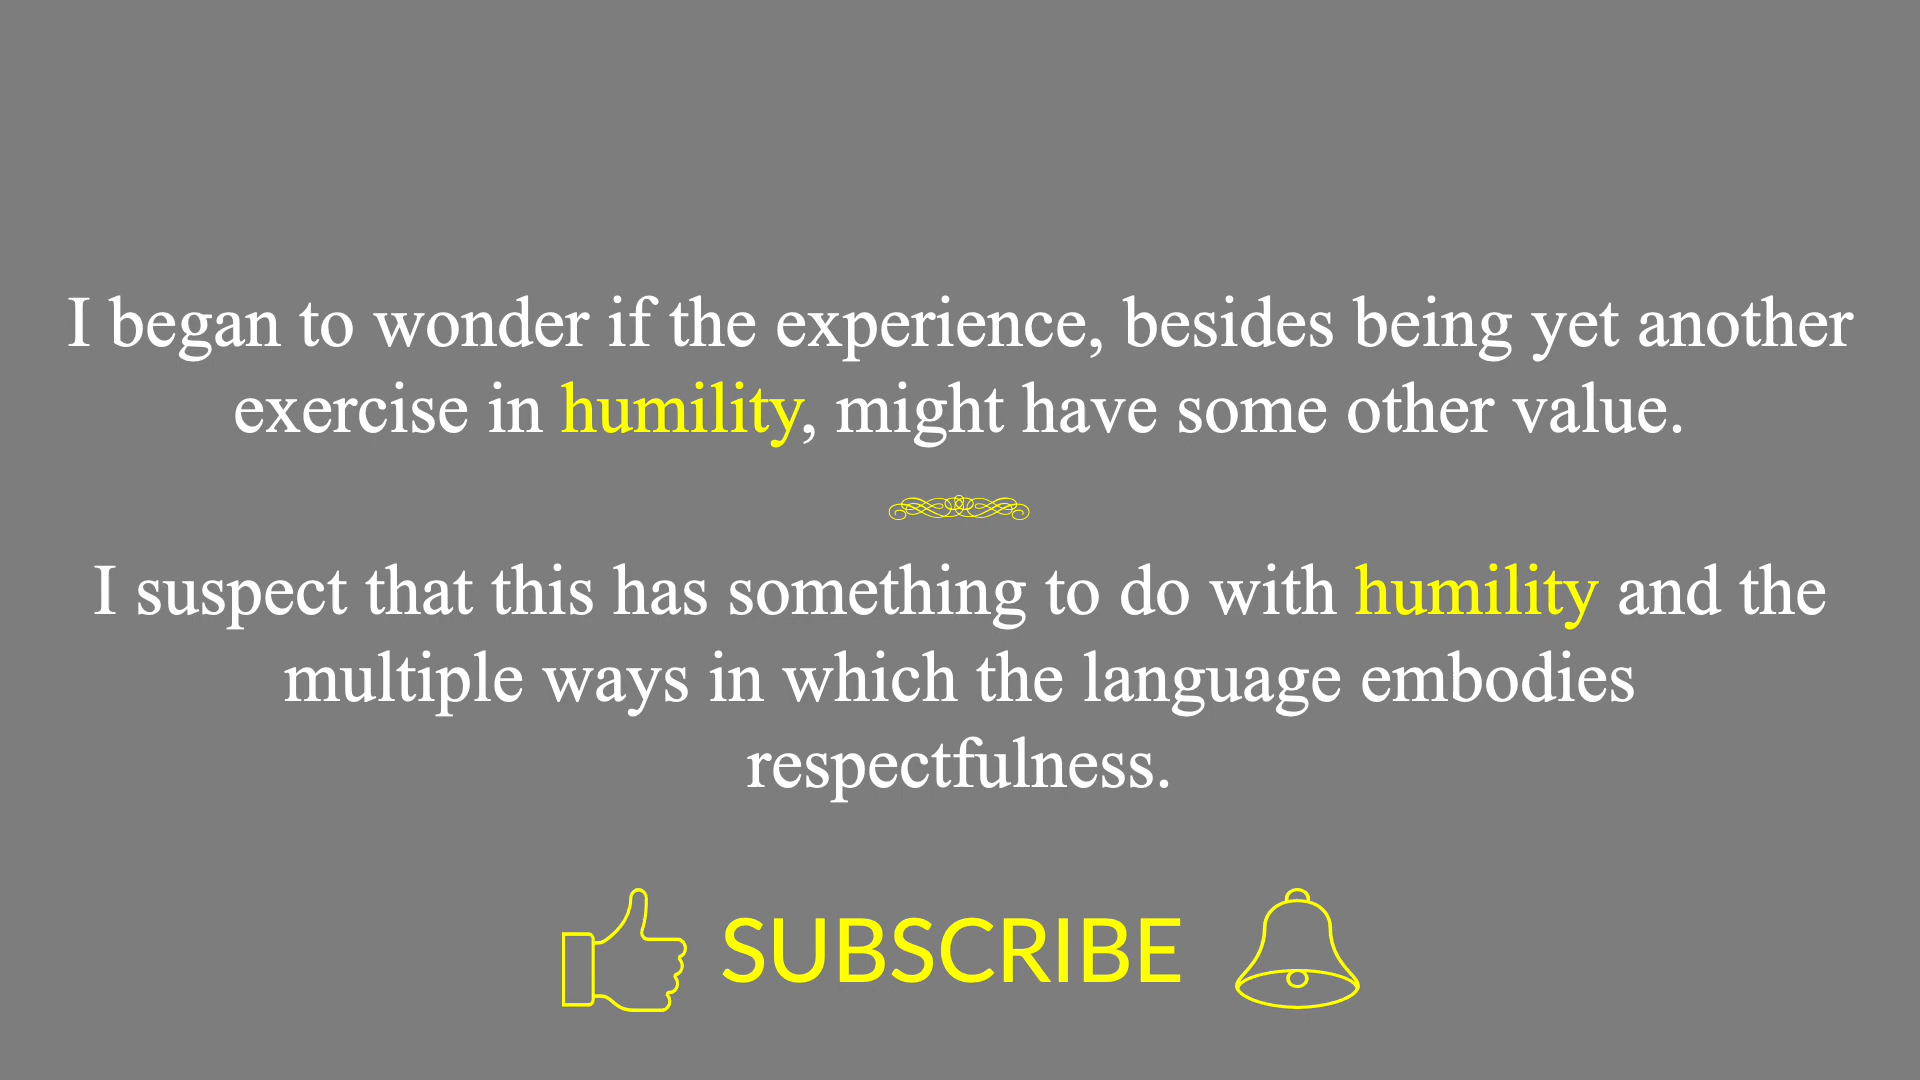 I began to wonder if the experience, besides being yet another
exercise in humility, might have some other value.
I suspect that this has something to do with humility and the
multiple ways in which the language embodies
respectfulness.
SUBSCRIBE